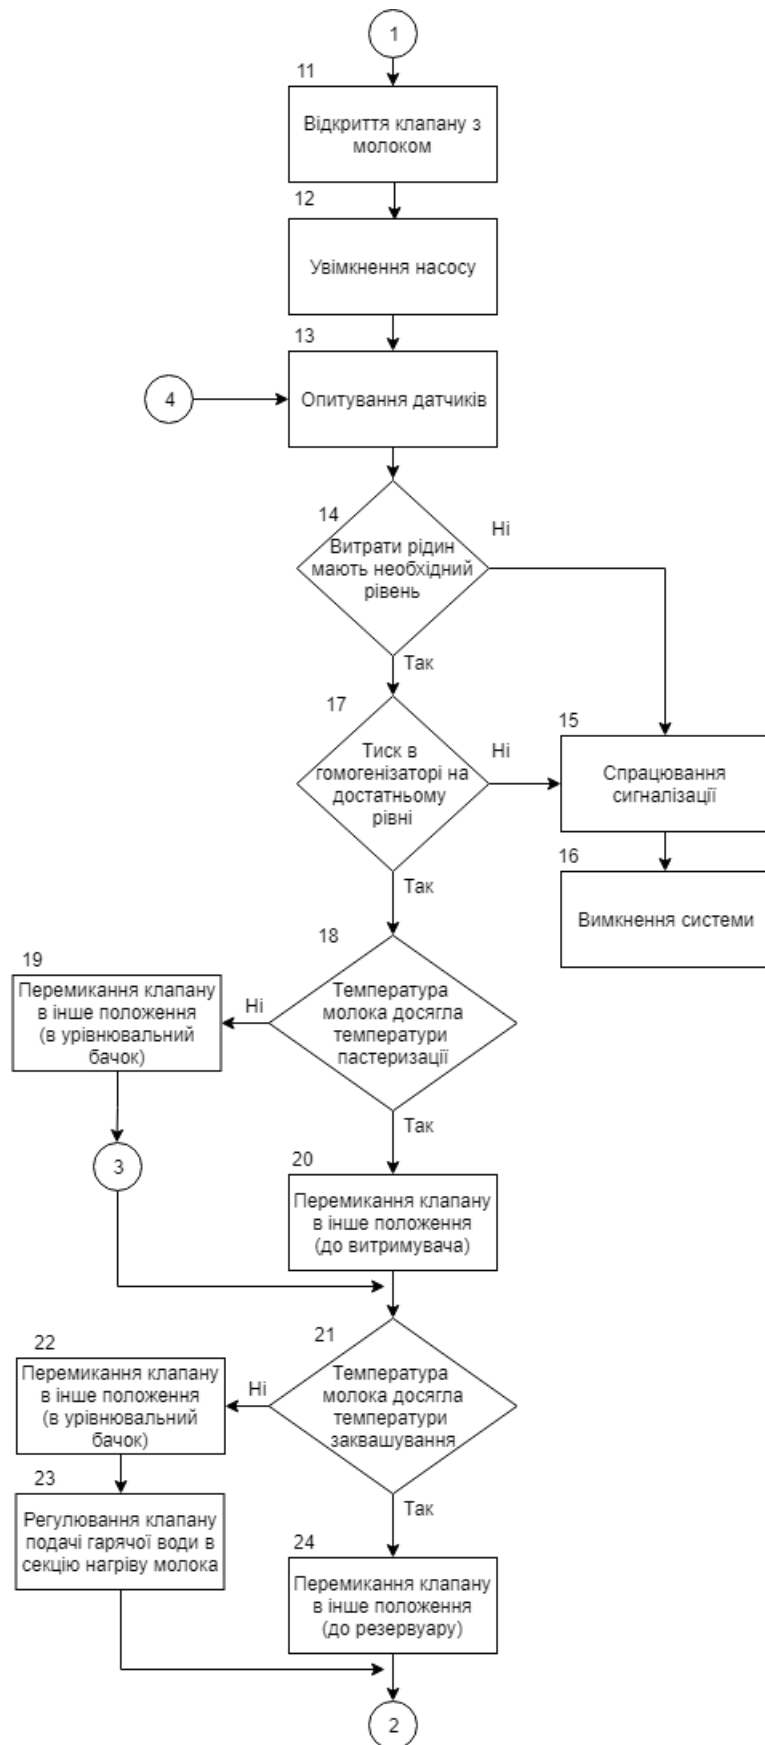 1
11
Відкриття клапану з
молоком
12
Увімкнення насосу
13
4
Опитування датчиків
14
Ні
Витрати рідин
мають необхідний
рівень
Так
17
15
Ні
Тиск в
гомогенізаторі на
достатньому
рівні
Спрацювання
сигналізації
16
Так
Вимкнення системи
18
19
Перемикання клапану
в інше положення
(в урівнювальний
бачок)
Ні
Температура
молока досягла
температури
пастеризації
Так
3
20
Перемикання клапану
в інше положення
(до витримувача)
21
22
Перемикання клапану
в інше положення
(в урівнювальний
бачок)
Ні
Температура
молока досягла
температури
заквашування
23
Так
Регулювання клапану
подачі гарячої води в
секцію нагріву молока
24
Перемикання клапану
в інше положення
(до резервуару)
2